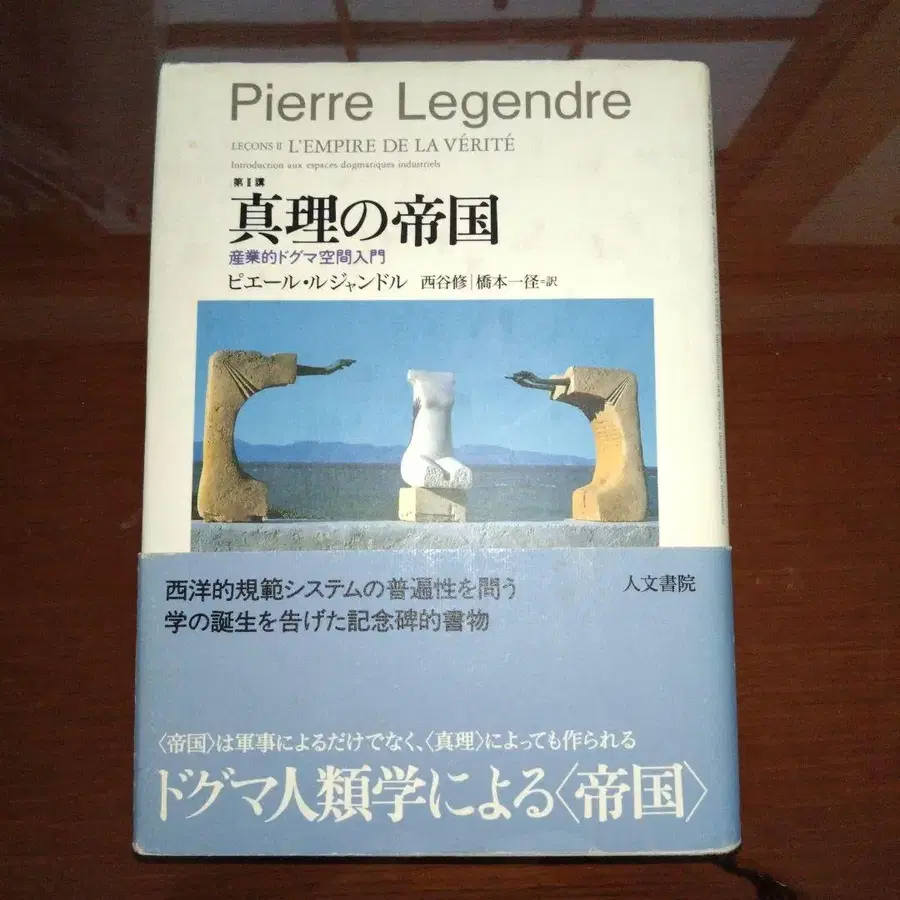 Pierre Legendre
LEÇONS II L'EMPIRE DE LA VÉRITÉ
Introduction aux espaces dogmatiques industriels
第Ⅱ講
真理の帝国
産業的ドグマ空間入門
ピエール・ルジャンドル 西谷修|橋本一径=訳
西洋的規範システムの普遍性を問う
学の誕生を告げた記念碑的書物
人文書院
〈帝国〉は軍事によるだけでなく、〈真理〉によっても作られる
ドグマ人類学による〈帝国〉